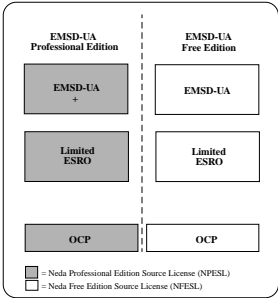 EMSD-UA
Professional Edition
EMSD-UA
Free Edition
EMSD-UA
+
EMSD-UA
Limited
ESRO
Limited
ESRO
OCP
OCP
= Neda Professional Edition Source License (NPESL)
= Neda Free Edition Source License (NFESL)